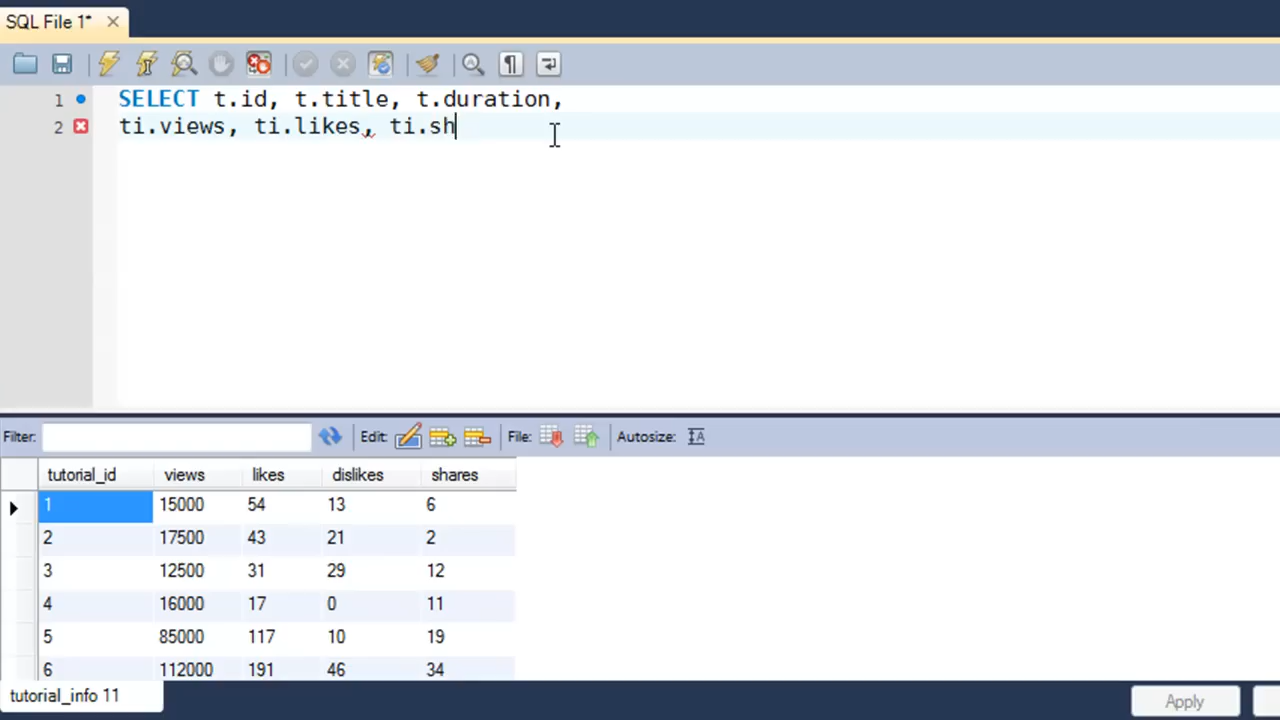 SQL File 1*
1 SELECT t.id, t.title, t.duration,
2 ti.views, ti.likes, ti.sh
Filter: Edit: File: Autosize:
tutorial_id views likes dislikes shares
1 15000 54 13 6
2 17500 43 21 2
3 12500 31 29 12
4 16000 17 0 11
5 85000 117 10 19
6 112000 191 46 34
tutorial_info 11 Apply